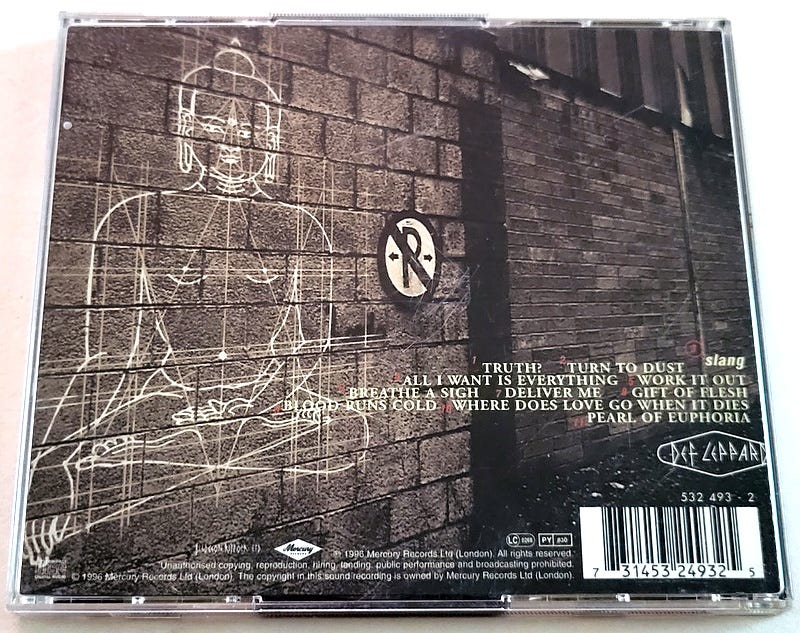 R
1 TRUTH? 2 TURN TO DUST 3 slang
4 ALL I WANT IS EVERYTHING 5 WORK IT OUT
6 BREATHE A SIGH 7 DELIVER ME 8 GIFT OF FLESH
9 BLOOD RUNS COLD 10 WHERE DOES LOVE GO WHEN IT DIES
11 PEARL OF EUPHORIA
DEF LEPPARD
532 493 - 2
Mercury
LC 0268 PY 830
℗ 1996 Mercury Records Ltd (London). All rights reserved.
Unauthorised copying, reproduction, hiring, lending, public performance and broadcasting prohibited.
© 1996 Mercury Records Ltd (London). The copyright in this sound recording is owned by Mercury Records Ltd (London).
7 31453 24932 5